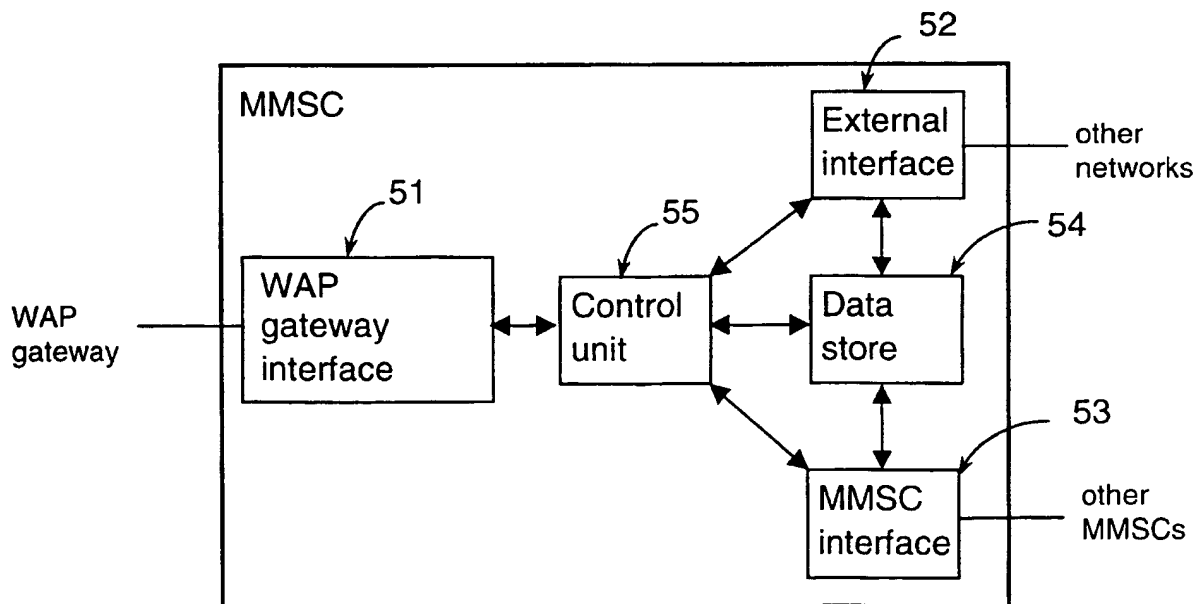 52
MMSC
External
interface
other
networks
51
55
54
WAP
gateway
interface
Control
unit
Data
store
WAP
gateway
53
MMSC
interface
other
MMSCs